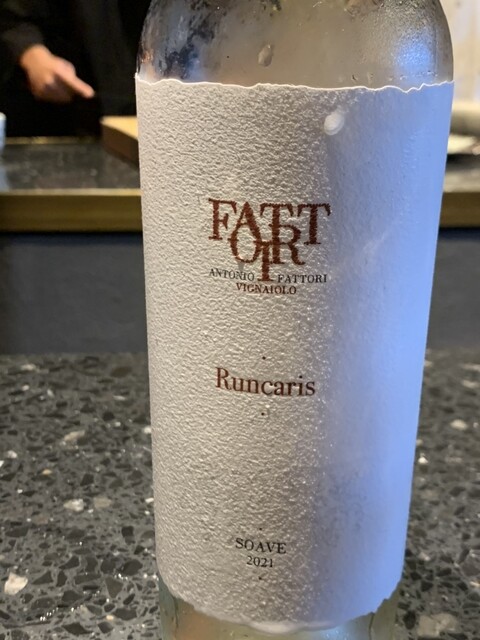 FATTORI
ANTONIO FATTORI
VIGNAIOLO
Runcaris
SOAVE
2021